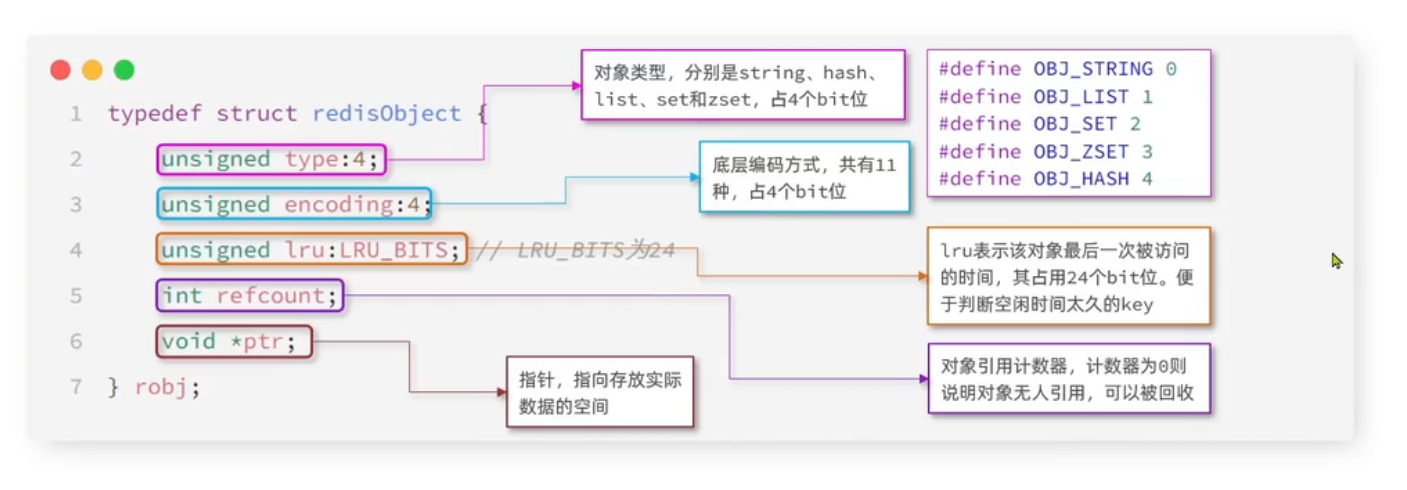 1 typedef struct redisObject {
2 unsigned type:4;
3 unsigned encoding:4;
4 unsigned lru:LRU_BITS; // LRU_BITS为24
5 int refcount;
6 void *ptr;
7 } robj;
对象类型，分别是string、hash、
list、set和zset，占4个bit位
#define OBJ_STRING 0
#define OBJ_LIST 1
#define OBJ_SET 2
#define OBJ_ZSET 3
#define OBJ_HASH 4
底层编码方式，共有11
种，占4个bit位
lru表示该对象最后一次被访问
的时间，其占用24个bit位。便
于判断空闲时间太久的key
对象引用计数器，计数器为0则
说明对象无人引用，可以被回收
指针，指向存放实际
数据的空间